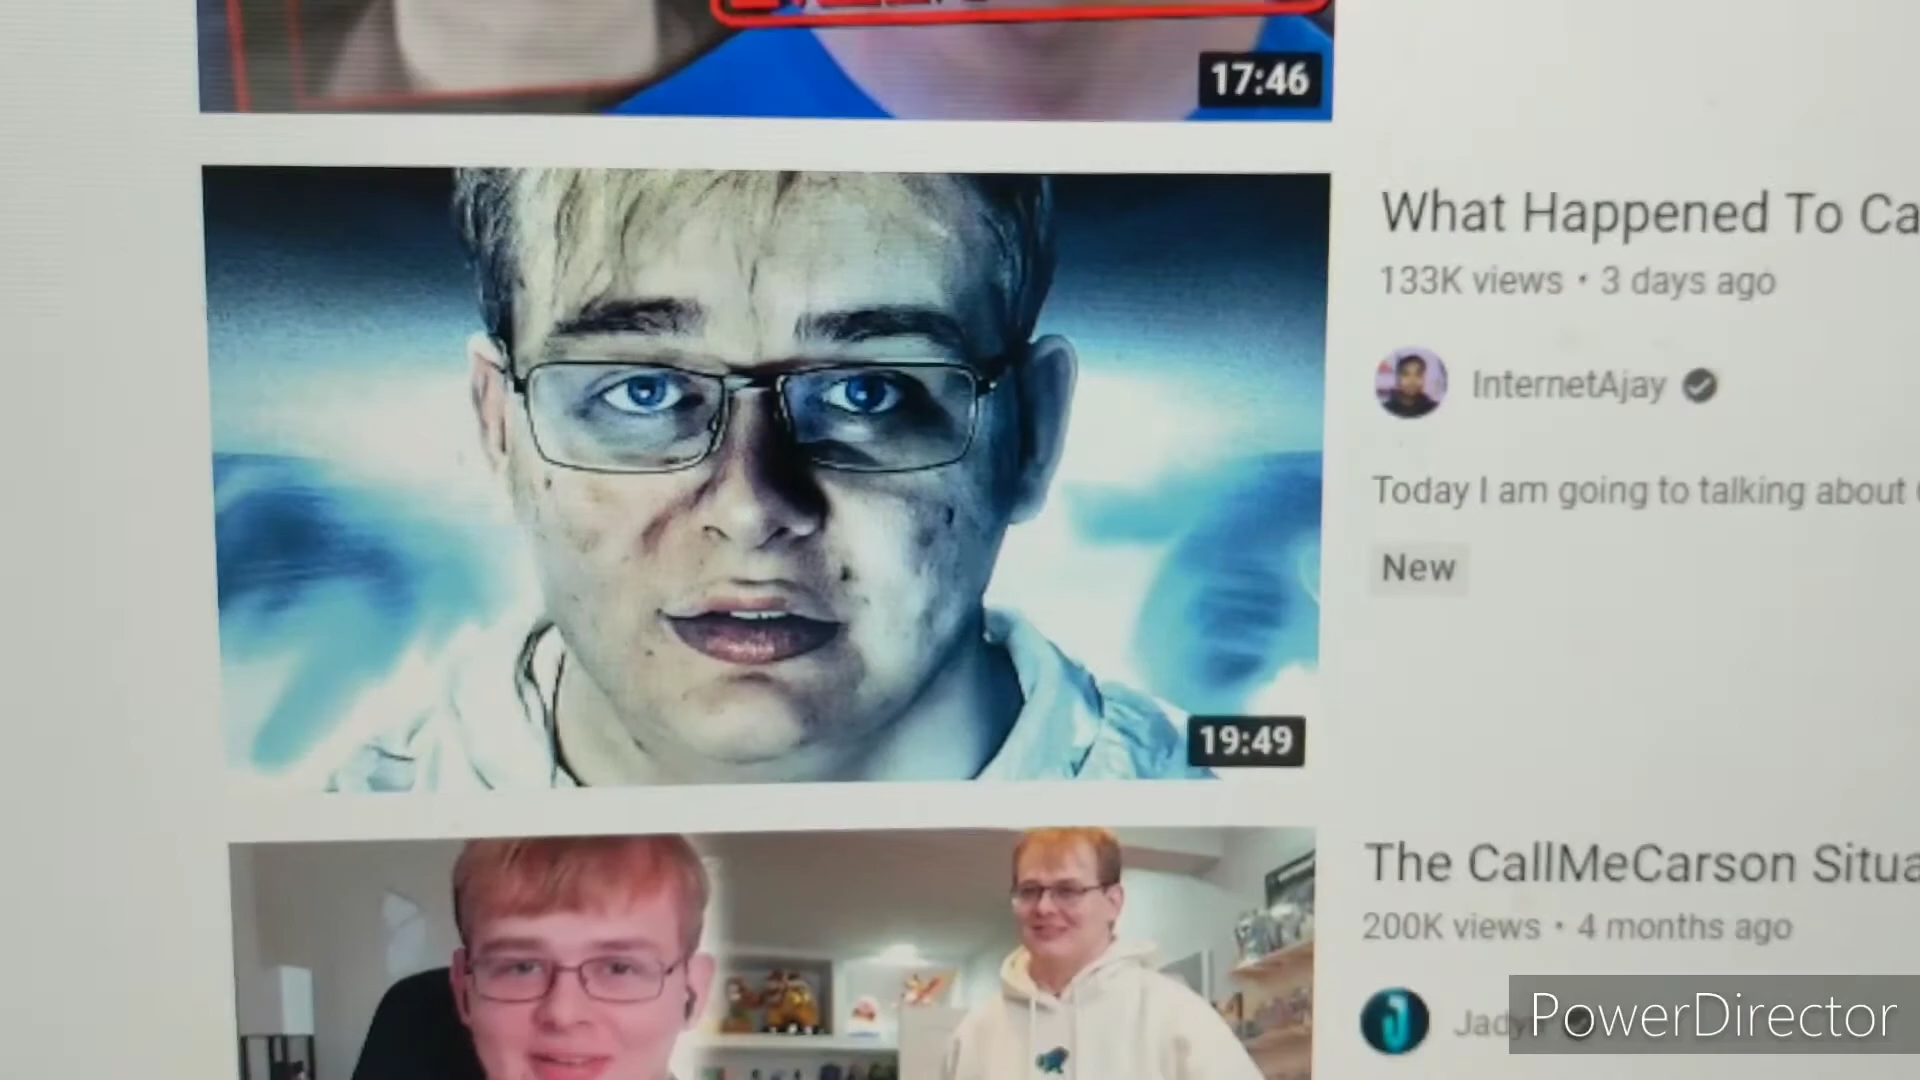 17:46
What Happened To Ca
133K views • 3 days ago
InternetAjay
Today I am going to talking about
New
19:49
The CallMeCarson Situa
200K views • 4 months ago
PowerDirector